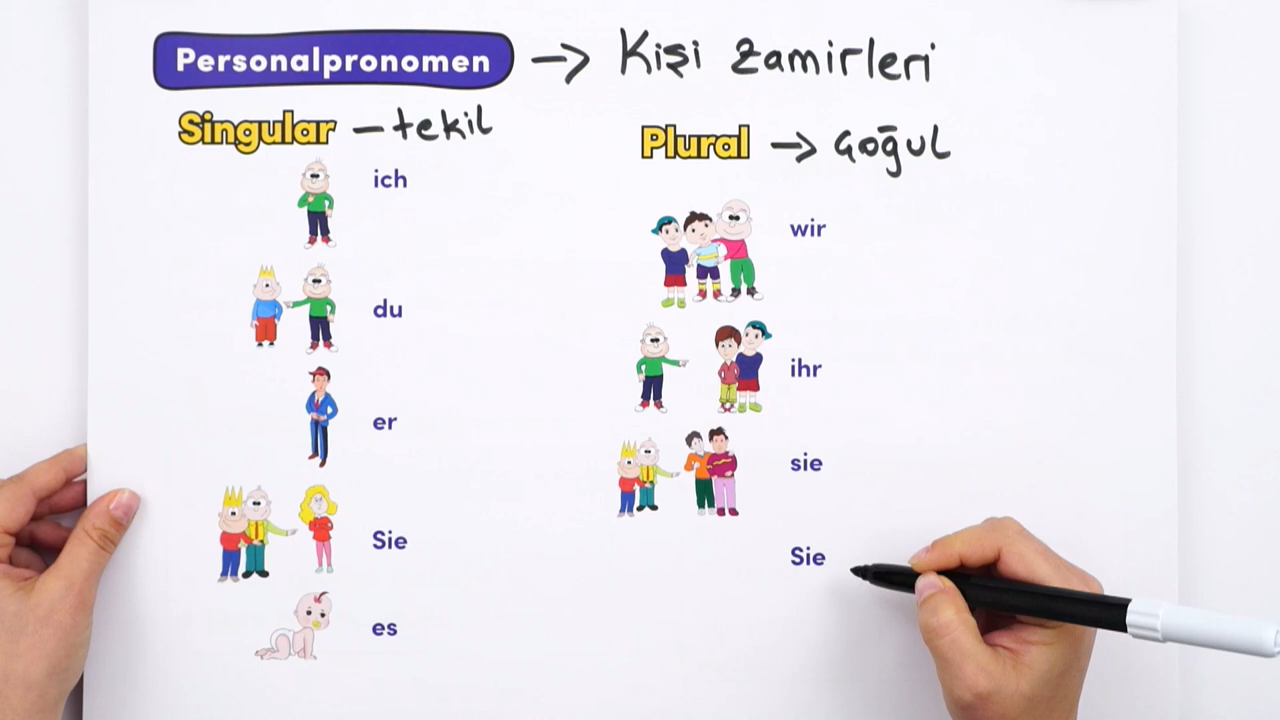 Personalpronomen → Kişi zamirleri
Singular – tekil
ich
du
er
Sie
es
Plural → çoğul
wir
ihr
sie
Sie